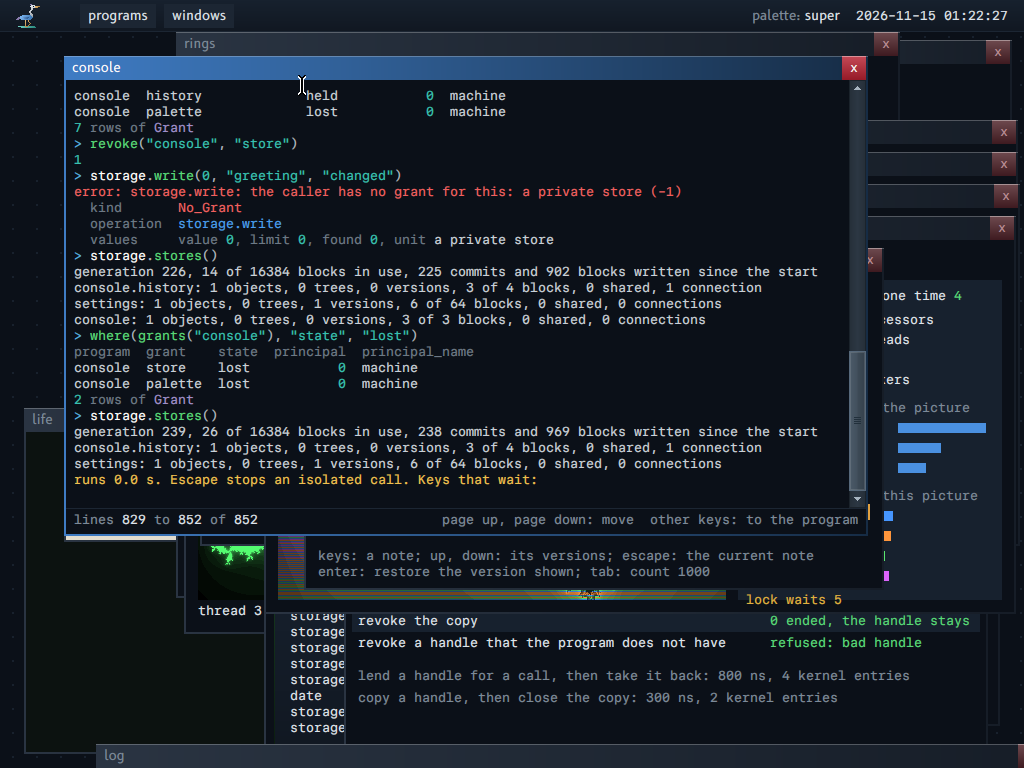 programs windows palette: super 2026-11-15 01:22:27
rings x
x
console x
console history held 0 machine
console palette lost 0 machine
7 rows of Grant
> revoke("console", "store")
1
> storage.write(0, "greeting", "changed")
error: storage.write: the caller has no grant for this: a private store (-1)
kind No_Grant
operation storage.write
values value 0, limit 0, found 0, unit a private store
> storage.stores()
generation 226, 14 of 16384 blocks in use, 225 commits and 902 blocks written since the start
console.history: 1 objects, 0 trees, 0 versions, 3 of 4 blocks, 0 shared, 1 connection
settings: 1 objects, 0 trees, 1 versions, 6 of 64 blocks, 0 shared, 0 connections
console: 1 objects, 0 trees, 0 versions, 3 of 3 blocks, 0 shared, 0 connections
> where(grants("console"), "state", "lost")
program grant state principal principal_name
console store lost 0 machine
console palette lost 0 machine
2 rows of Grant
> storage.stores()
generation 239, 26 of 16384 blocks in use, 238 commits and 969 blocks written since the start
console.history: 1 objects, 0 trees, 0 versions, 3 of 4 blocks, 0 shared, 1 connection
settings: 1 objects, 0 trees, 1 versions, 6 of 64 blocks, 0 shared, 0 connections
runs 0.0 s. Escape stops an isolated call. Keys that wait:
lines 829 to 852 of 852 page up, page down: move other keys: to the program
x
x
x
x
x
one time 4
cessors
eads
kers
the picture
this picture
life
keys: a note; up, down: its versions; escape: the current note
enter: restore the version shown; tab: count 1000
lock waits 5
thread 3
storage
storage
storage
storage
storage
date
storage
storage
revoke the copy 0 ended, the handle stays
revoke a handle that the program does not have refused: bad handle
lend a handle for a call, then take it back: 800 ns, 4 kernel entries
copy a handle, then close the copy: 300 ns, 2 kernel entries
log